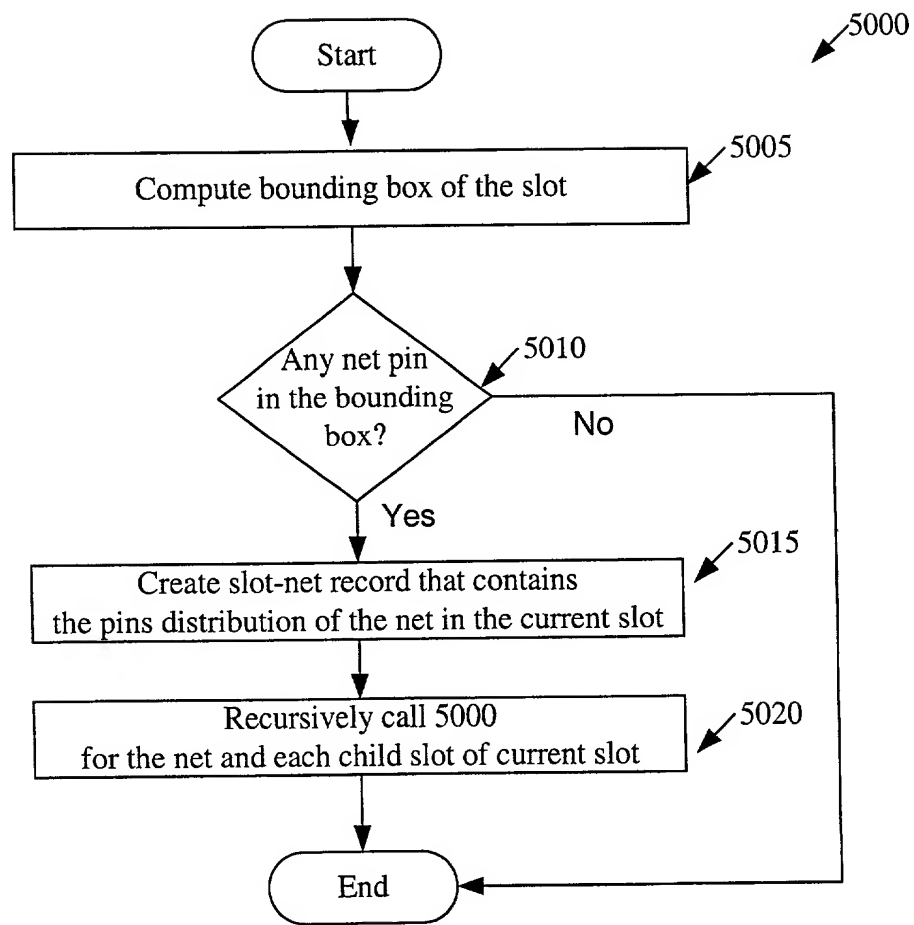 5000
Start
5005
Compute bounding box of the slot
5010
Any net pin
in the bounding
box?
No
Yes
5015
Create slot-net record that contains
the pins distribution of the net in the current slot
5020
Recursively call 5000
for the net and each child slot of current slot
End